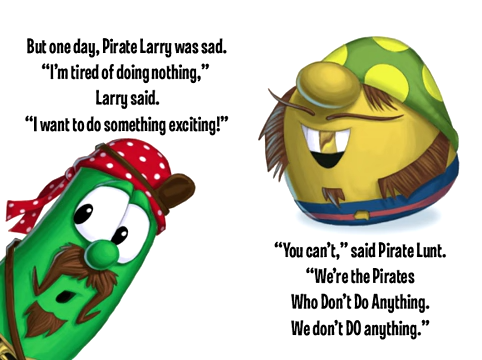 But one day, Pirate Larry was sad.
“I’m tired of doing nothing,”
Larry said.
“I want to do something exciting!”
“You can’t,” said Pirate Lunt.
“We’re the Pirates
Who Don’t Do Anything.
We don’t DO anything.”